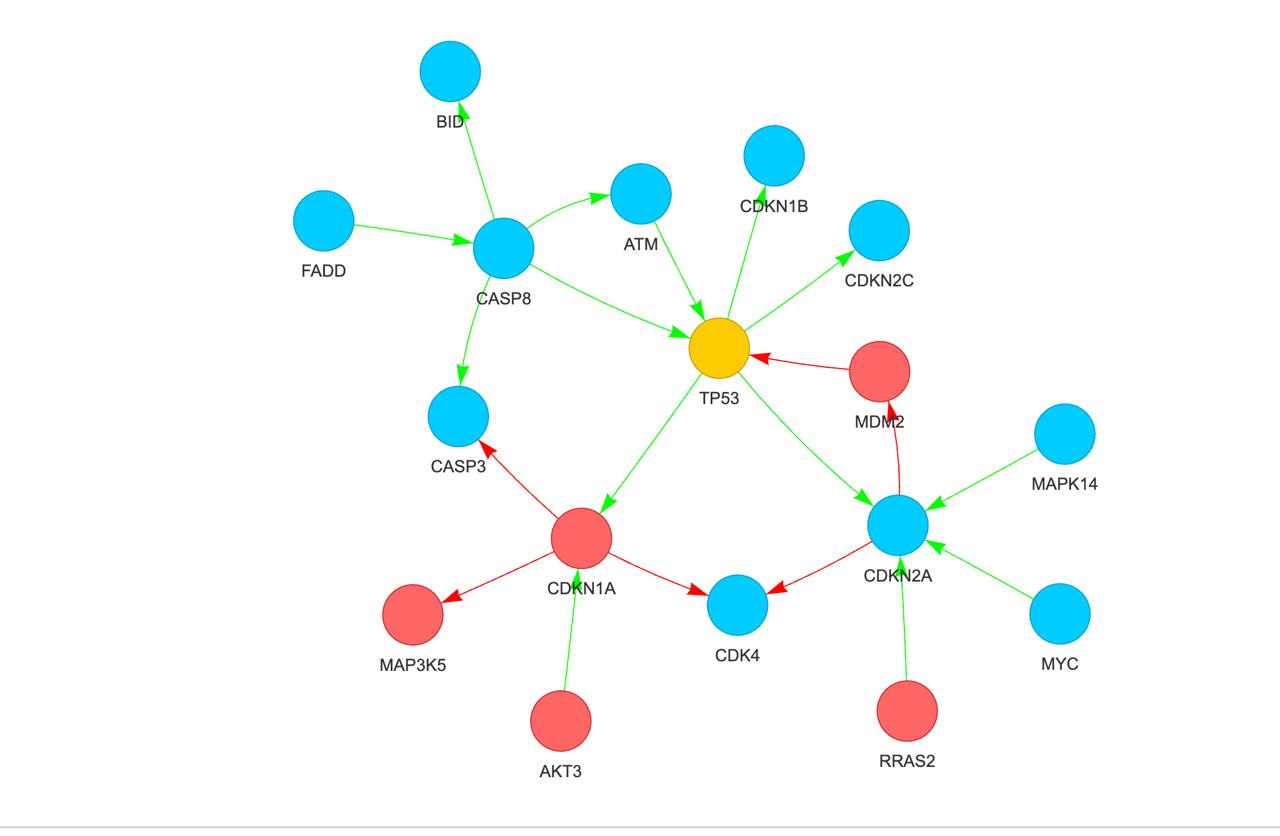 BID
CDKN1B
ATM
FADD
CDKN2C
CASP8
TP53
MDM2
CASP3
MAPK14
CDKN2A
CDKN1A
CDK4
MYC
MAP3K5
RRAS2
AKT3